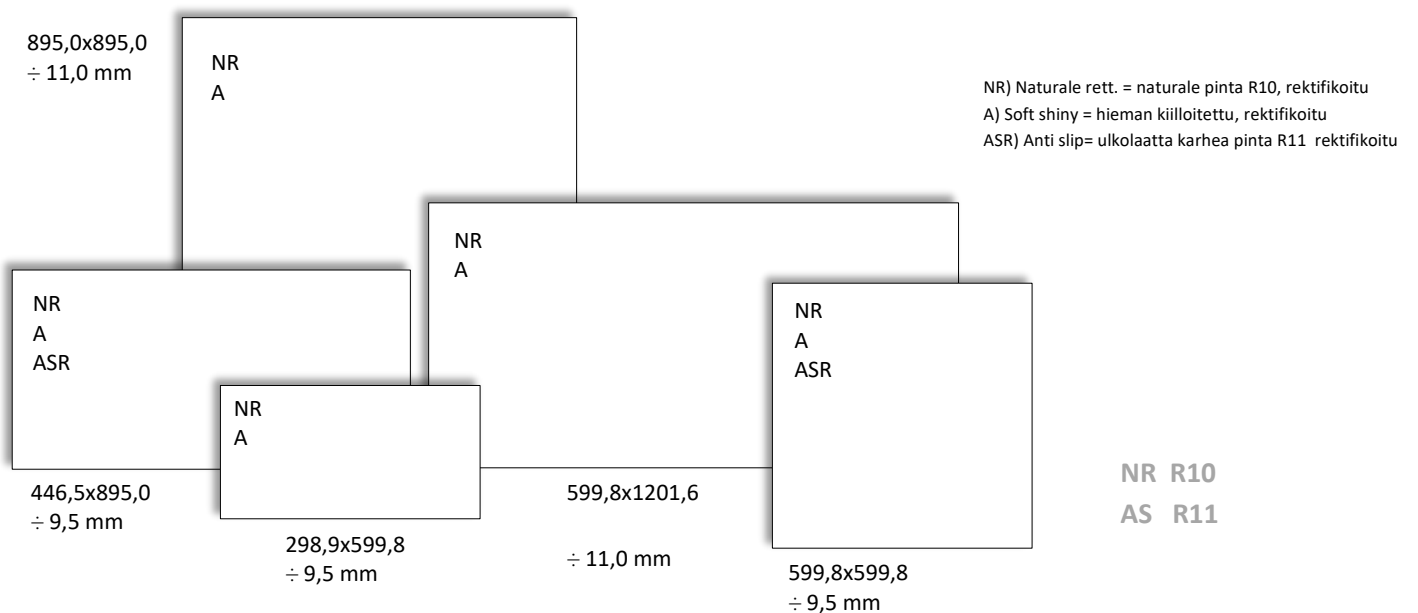 895,0x895,0
÷ 11,0 mm
NR
A
NR) Naturale rett. = naturale pinta R10, rektifikoitu
A) Soft shiny = hieman kiilloitettu, rektifikoitu
ASR) Anti slip= ulkolaatta karhea pinta R11 rektifikoitu
NR
A
NR
A
ASR
NR
A
ASR
NR
A
446,5x895,0
÷ 9,5 mm
298,9x599,8
÷ 9,5 mm
599,8x1201,6
÷ 11,0 mm
599,8x599,8
÷ 9,5 mm
NR R10
AS R11